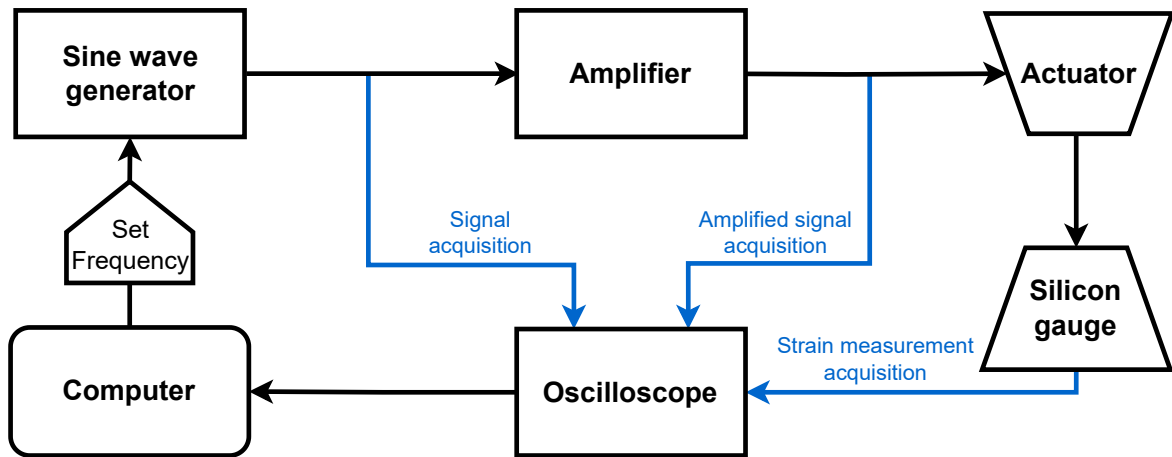 Sine wave
generator
Amplifier
Actuator
Set
Frequency
Signal
acquisition
Amplified signal
acquisition
Silicon
gauge
Strain measurement
acquisition
Computer
Oscilloscope